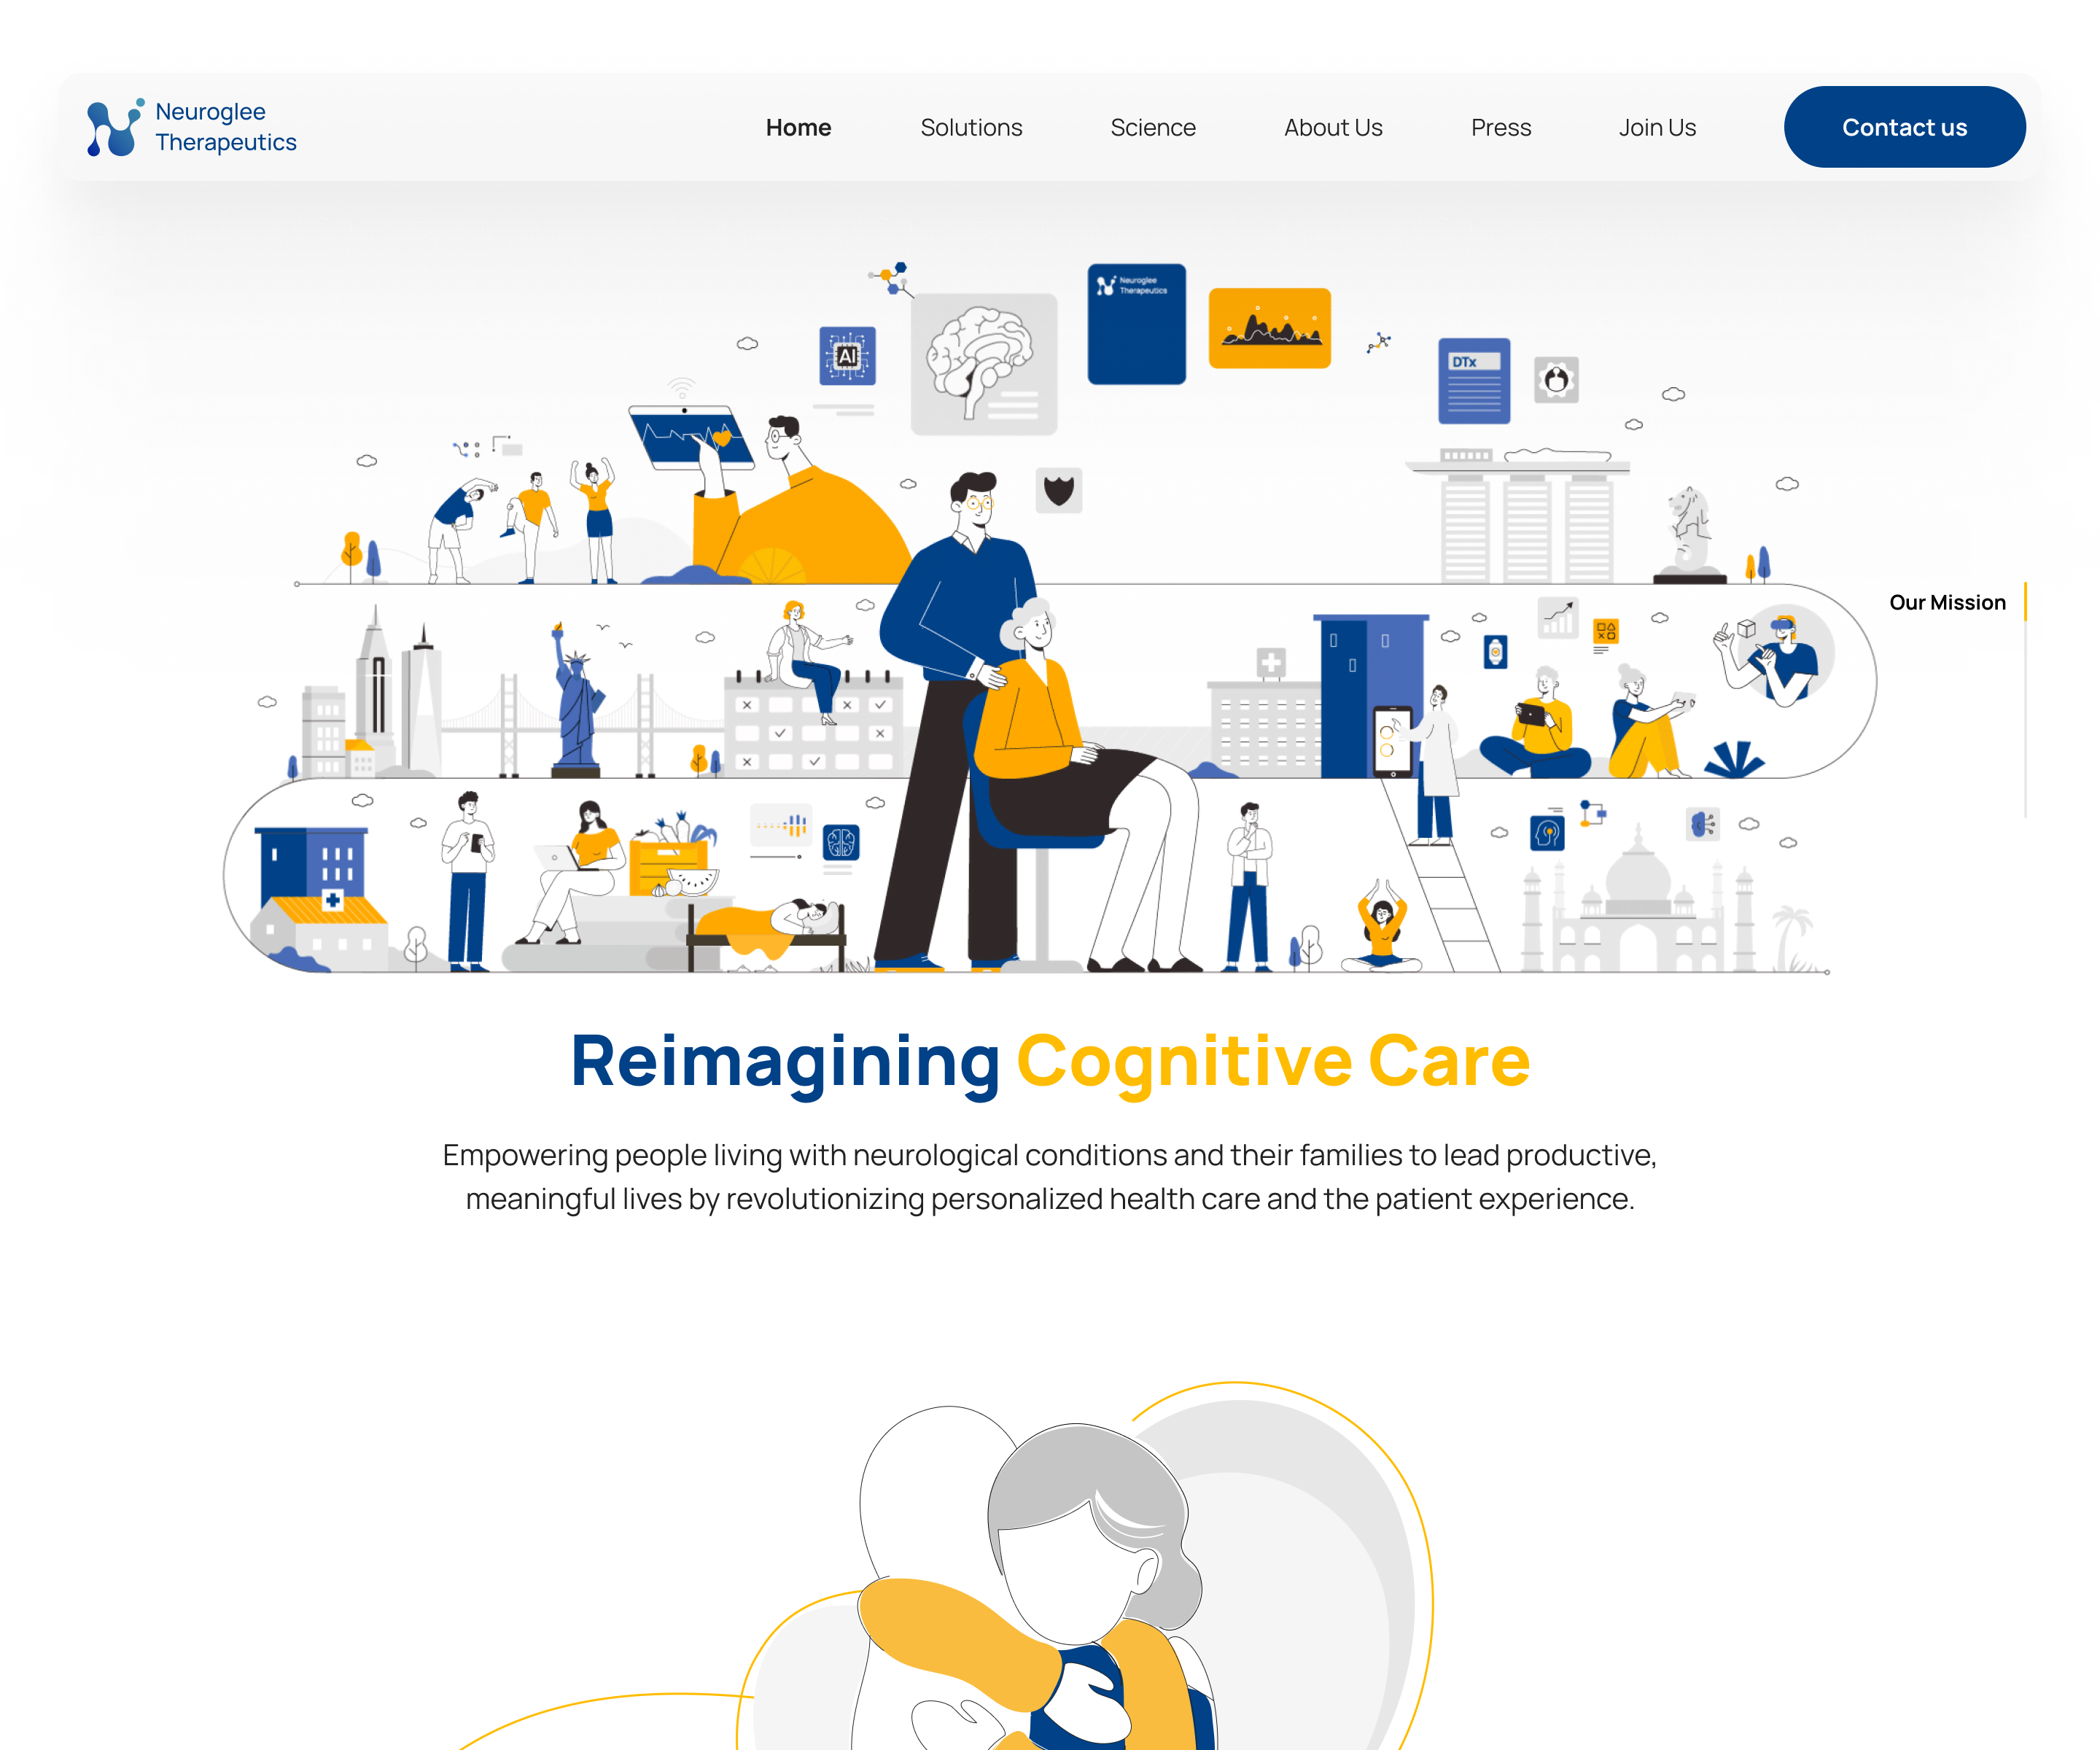 Neuroglee
Therapeutics
Home
Solutions
Science
About Us
Press
Join Us
Contact us
Neuroglee
Therapeutics
AI
DTx
Our Mission
Reimagining Cognitive Care
Empowering people living with neurological conditions and their families to lead productive,
meaningful lives by revolutionizing personalized health care and the patient experience.